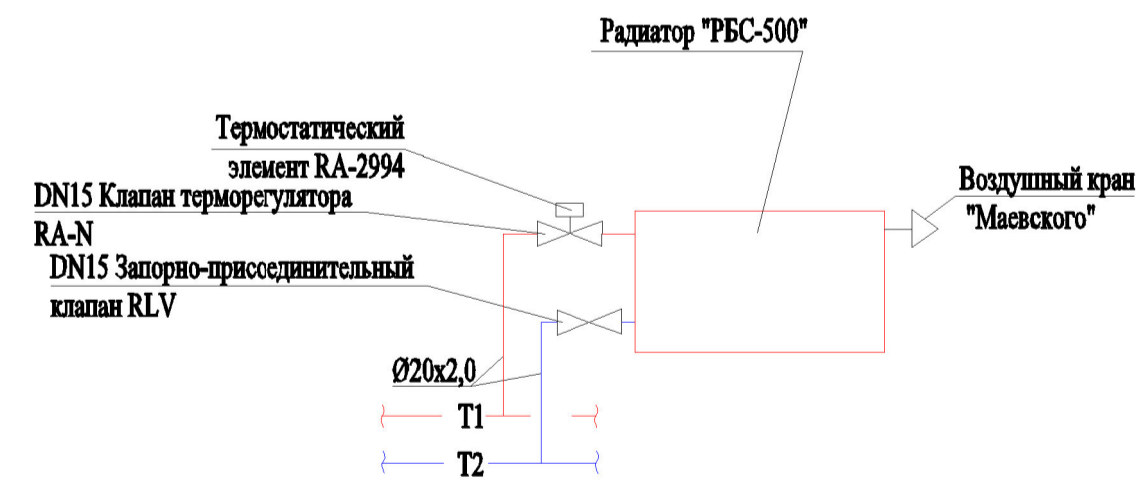 Радиатор "РБС-500"
Термостатический
элемент RA-2994
DN15 Клапан терморегулятора
RA-N
DN15 Запорно-присоединительный
клапан RLV
Воздушный кран
"Маевского"
Ø20x2,0
T1
T2